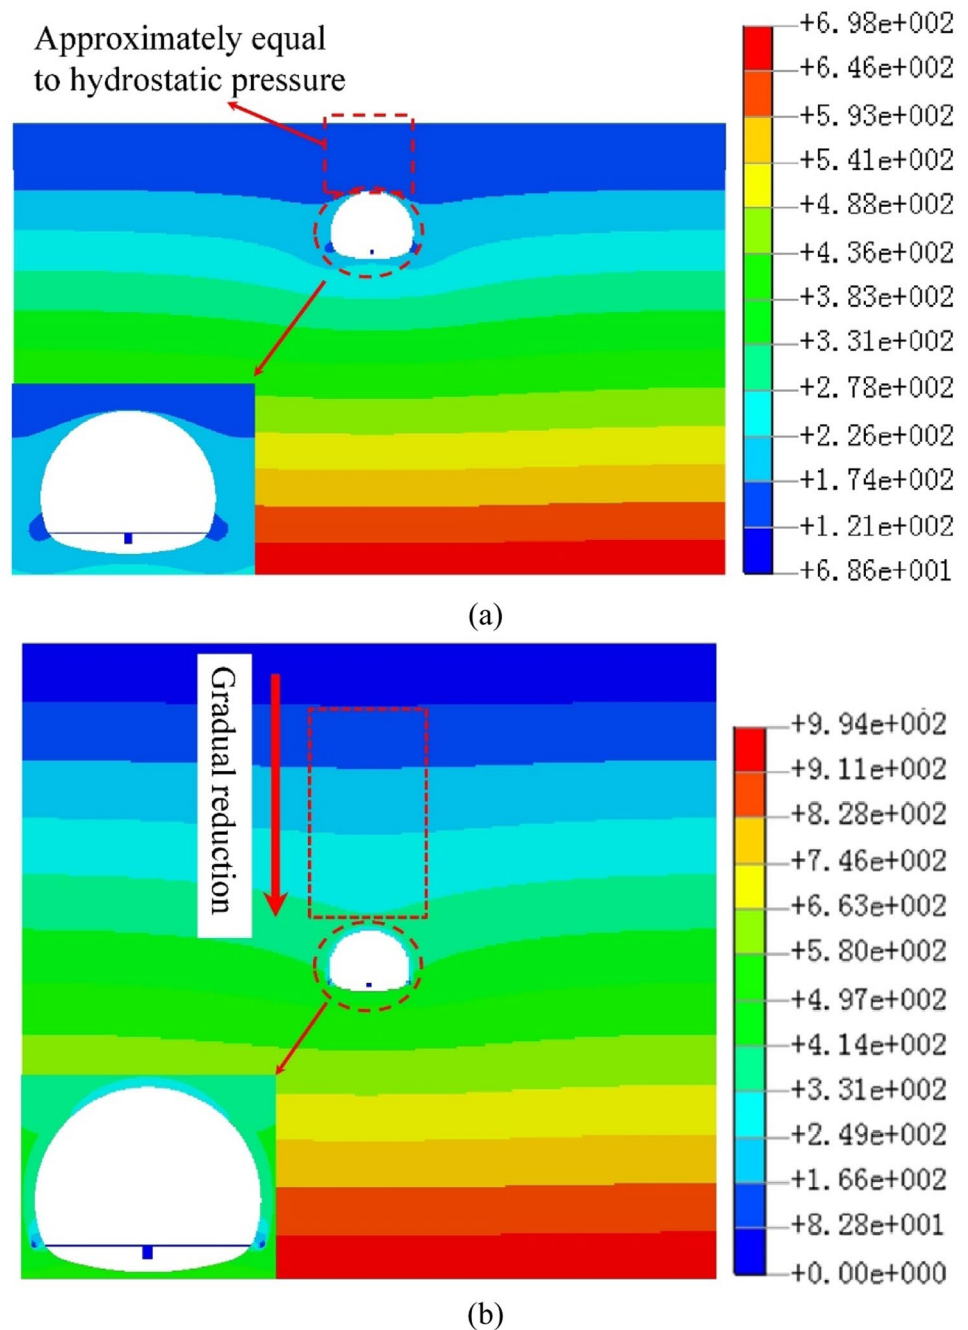 Approximately equal
to hydrostatic pressure
+6.98e+002
+6.46e+002
+5.93e+002
+5.41e+002
+4.88e+002
+4.36e+002
+3.83e+002
+3.31e+002
+2.78e+002
+2.26e+002
+1.74e+002
+1.21e+002
+6.86e+001
(a)
Gradual reduction
+9.94e+002
+9.11e+002
+8.28e+002
+7.46e+002
+6.63e+002
+5.80e+002
+4.97e+002
+4.14e+002
+3.31e+002
+2.49e+002
+1.66e+002
+8.28e+001
+0.00e+000
(b)